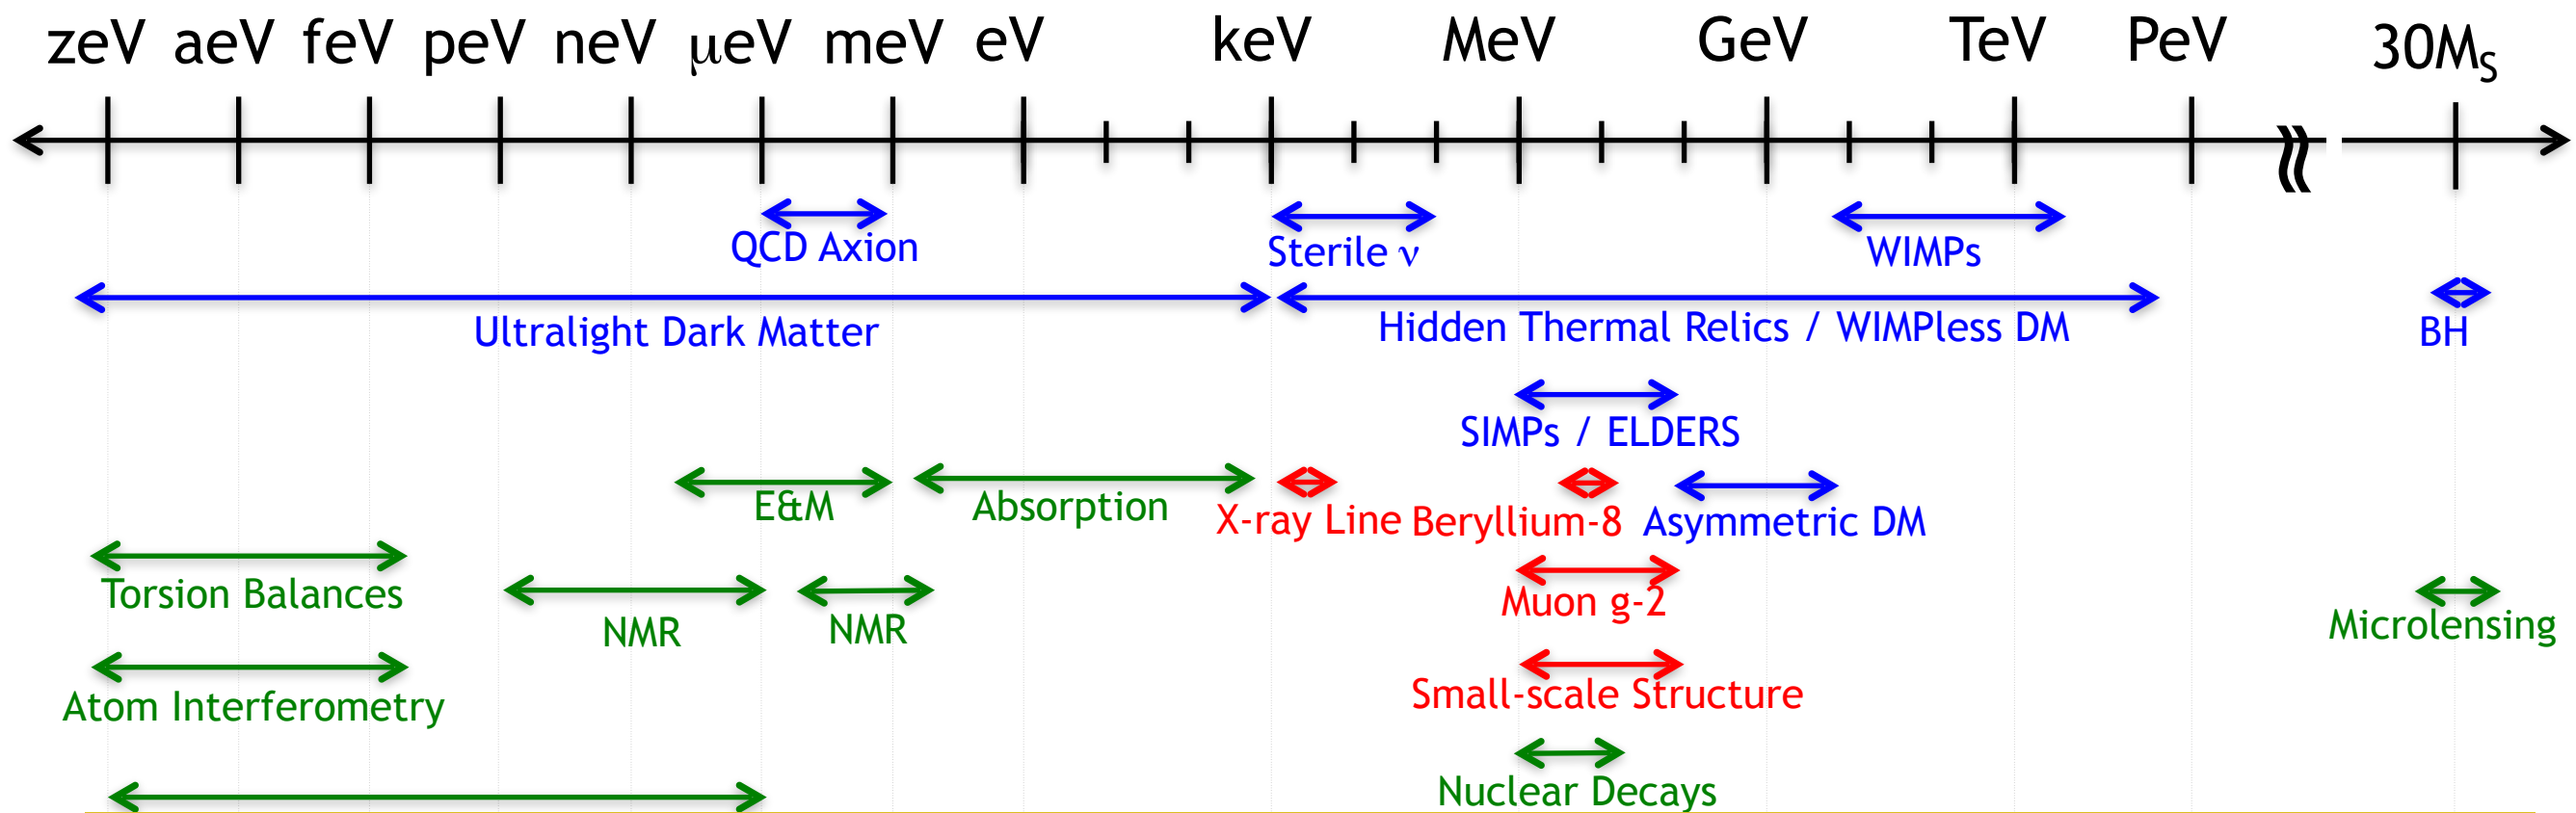 zeV aeV feV peV neV μeV meV eV keV MeV GeV TeV PeV 30M_S
QCD Axion
Sterile ν
WIMPs
Ultralight Dark Matter
Hidden Thermal Relics / WIMPless DM
BH
SIMPs / ELDERS
E&M
Absorption
X-ray Line
Beryllium-8
Asymmetric DM
Torsion Balances
NMR
NMR
Muon g-2
Microlensing
Small-scale Structure
Atom Interferometry
Nuclear Decays